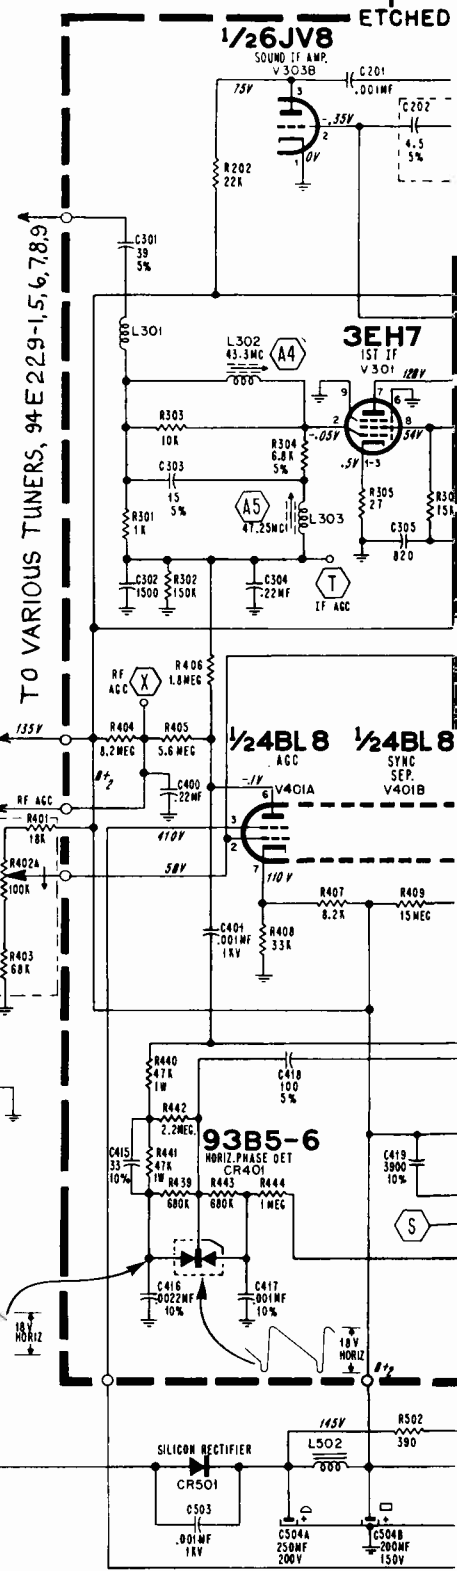 ETCHED
1/26JV8
SOUND IF AMP.
V303B
75V
3
C201
.001MF
-.35V
2
1
0V
C202
4.5
5%
R202
22K
C301
39
5%
TO VARIOUS TUNERS, 94E229-1,5,6,7,8,9
L301
L302
43.3MC
A4
3EH7
1ST IF
V301
128V
9
7
6
2
8
-.05V
54V
.5V
1-3
R303
10K
R304
6.8K
5%
C303
15
5%
R301
1K
A5
47.25MC
L303
R305
27
R30
15K
C305
820
C302
1500
R302
150K
C304
.22MF
T
IF AGC
RF
AGC
X
R406
1.8MEG
135V
R404
8.2MEG
R405
5.6MEG
B+2
C400
.22MF
1/24BL8
AGC
V401A
1/24BL8
SYNC
SEP.
V401B
-.1V
6
RF AGC
R401
18K
410V
3
2
58V
7
110V
R402A
100K
R403
68K
R407
8.2K
R409
15MEG
C401
.001MF
1KV
R408
33K
R440
47K
1W
C418
100
5%
R442
2.2MEG.
C415
33
10%
R441
47K
1W
93B5-6
HORIZ.PHASE DET
CR401
R439
680K
R443
680K
R444
1MEG
C419
3900
10%
S
C416
.0022MF
10%
C417
.001MF
10%
18V
HORIZ
18V
HORIZ
B+2
145V
R502
390
SILICON RECTIFIER
CR501
L502
C503
.001MF
1KV
C504A
250MF
200V
C504B
200MF
150V